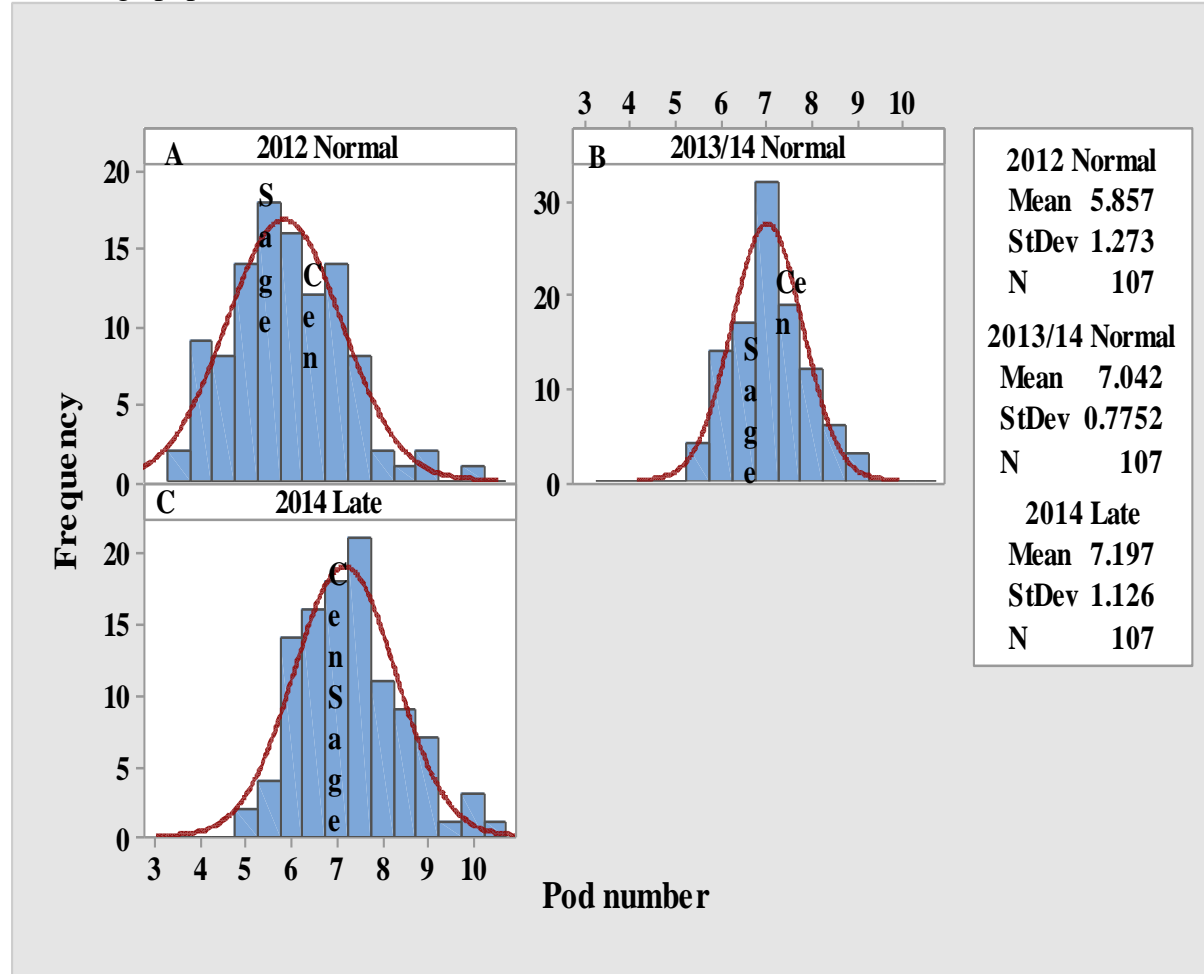 3 4 5 6 7 8 9 10
A 2012 Normal
20
15
10
5
0
S
a
g
e
C
e
n
B 2013/14 Normal
30
20
10
0
S
a
g
e
Ce
n
C 2014 Late
20
15
10
5
0
C
e
n
S
a
g
e
3 4 5 6 7 8 9 10
Frequency
Pod number
2012 Normal
Mean 5.857
StDev 1.273
N 107
2013/14 Normal
Mean 7.042
StDev 0.7752
N 107
2014 Late
Mean 7.197
StDev 1.126
N 107